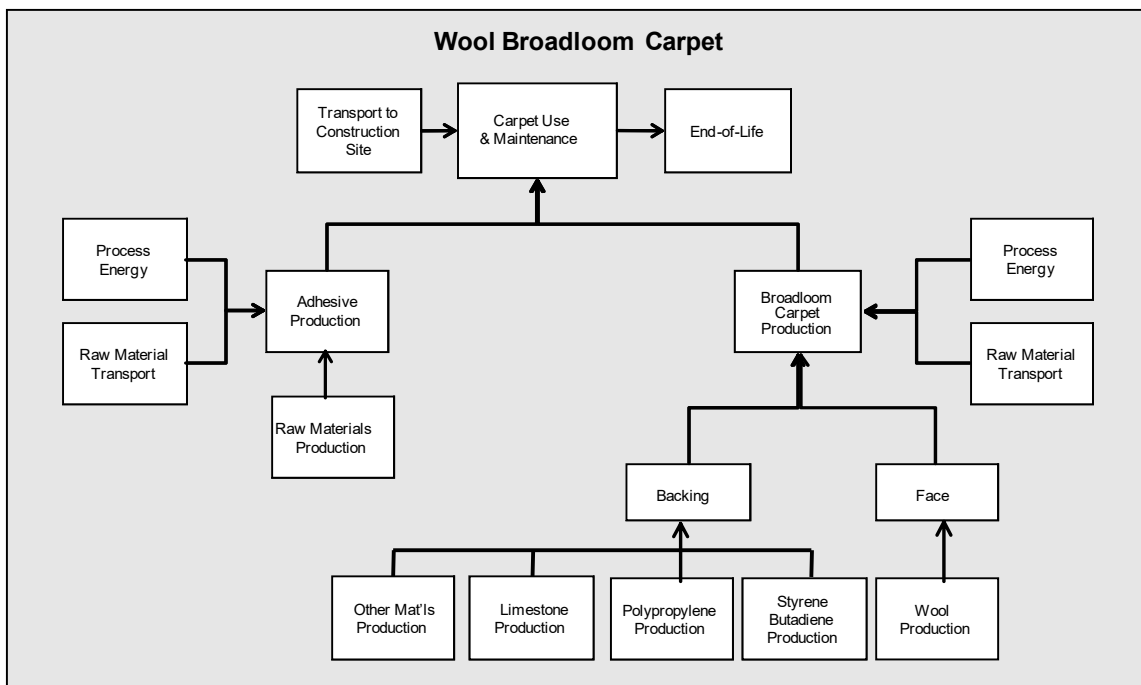 Wool Broadloom Carpet
Transport to
Construction
Site
Carpet Use
& Maintenance
End-of-Life
Process
Energy
Raw Material
Transport
Adhesive
Production
Raw Materials
Production
Broadloom
Carpet
Production
Process
Energy
Raw Material
Transport
Backing
Face
Other Mat'ls
Production
Limestone
Production
Polypropylene
Production
Styrene
Butadiene
Production
Wool
Production